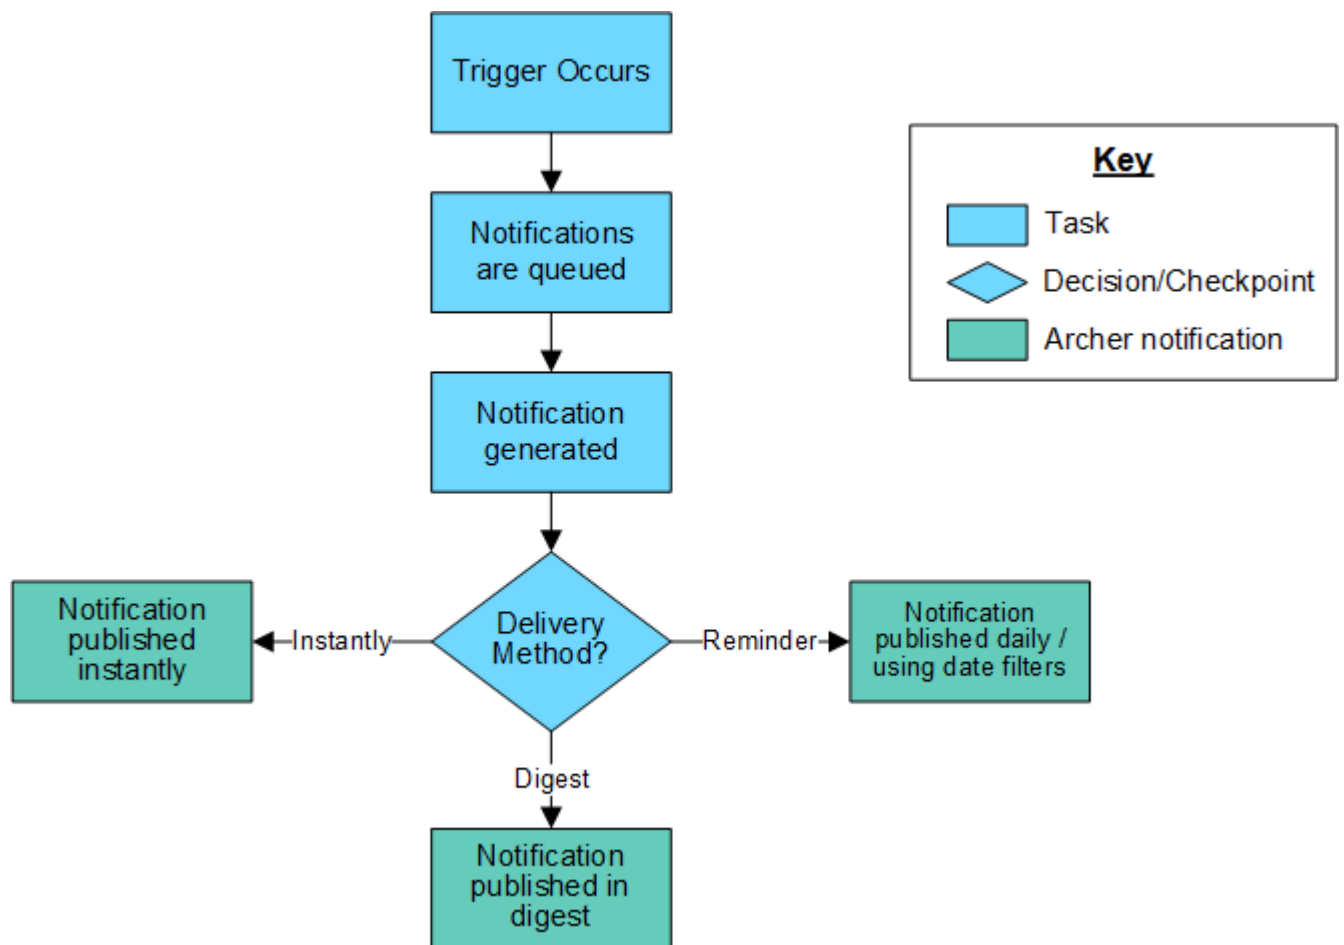 Trigger Occurs
Notifications
are queued
Notification
generated
Delivery
Method?
Instantly
Notification
published
instantly
Reminder
Notification
published daily /
using date filters
Digest
Notification
published in
digest
Key
Task
Decision/Checkpoint
Archer notification